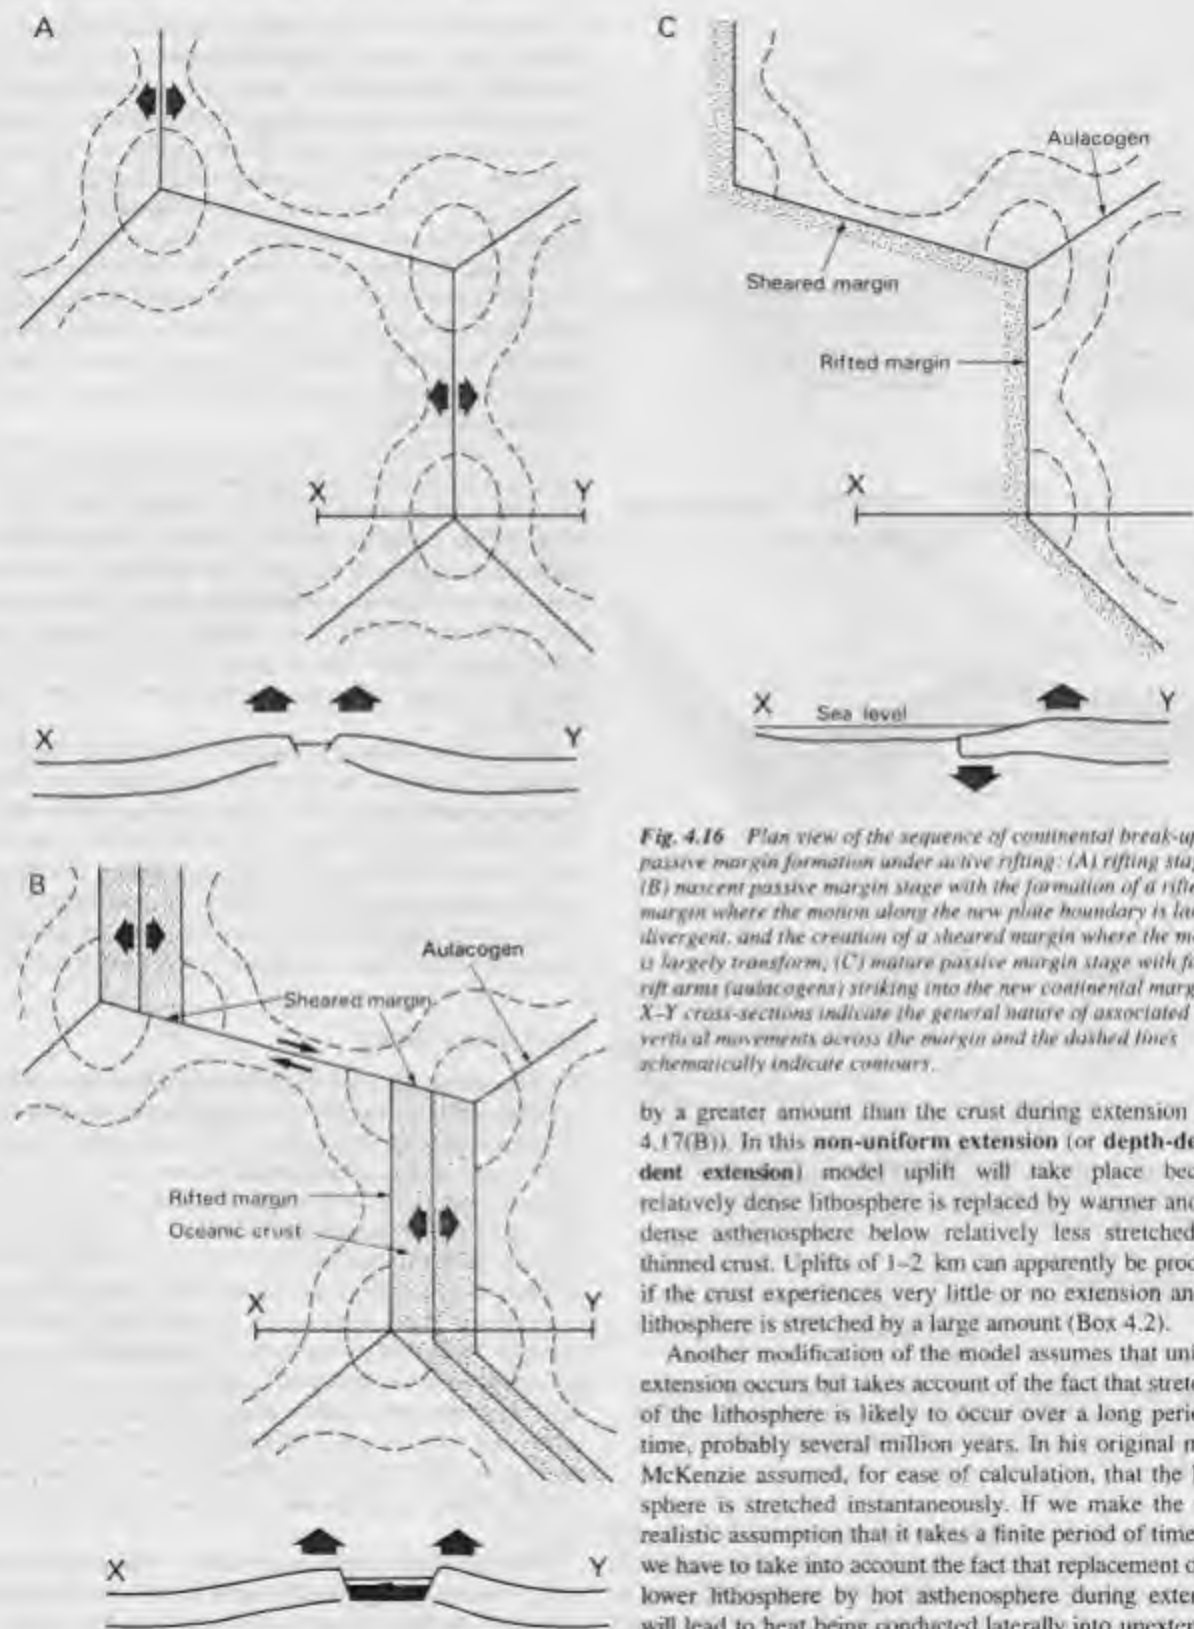 A
X Y
X Y
B
Aulacogen
Sheared margin
Rifted margin
Oceanic crust
X Y
X Y
C
Aulacogen
Sheared margin
Rifted margin
X
X Sea level Y
Fig. 4.16 Plan view of the sequence of continental break-up
passive margin formation under active rifting: (A) rifting stag
(B) nascent passive margin stage with the formation of a rifte
margin where the motion along the new plate boundary is la
divergent, and the creation of a sheared margin where the m
is largely transform; (C) mature passive margin stage with fa
rift arms (aulacogens) striking into the new continental marg
X–Y cross-sections indicate the general nature of associated
vertical movements across the margin and the dashed lines
schematically indicate contours.
by a greater amount than the crust during extension
4.17(B)). In this non-uniform extension (or depth-de
dent extension) model uplift will take place bec
relatively dense lithosphere is replaced by warmer and
dense asthenosphere below relatively less stretched
thinned crust. Uplifts of 1–2 km can apparently be prod
if the crust experiences very little or no extension an
lithosphere is stretched by a large amount (Box 4.2).
Another modification of the model assumes that uni
extension occurs but takes account of the fact that stret
of the lithosphere is likely to occur over a long peri
time, probably several million years. In his original m
McKenzie assumed, for ease of calculation, that the
sphere is stretched instantaneously. If we make the
realistic assumption that it takes a finite period of time
we have to take into account the fact that replacement o
lower lithosphere by hot asthenosphere during exten
will lead to heat being conducted laterally into unexten